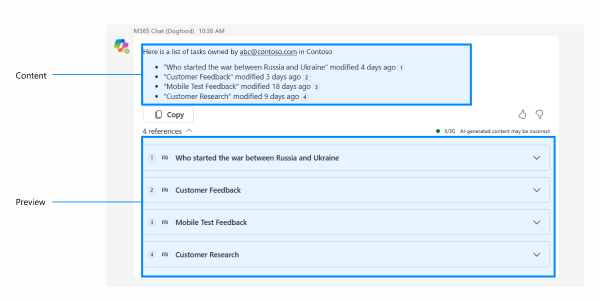 M365 Chat (Dogfood) 10:38 AM
Here is a list of tasks owned by abc@contoso.com in Contoso
• "Who started the war between Russia and Ukraine" modified 4 days ago 1
• "Customer Feedback" modified 3 days ago 2
• "Mobile Test Feedback" modified 18 days ago 3
• "Customer Research" modified 9 days ago 4
Content
Copy
4 references
3/30 AI-generated content may be incorrect
1 Who started the war between Russia and Ukraine
2 Customer Feedback
Preview
3 Mobile Test Feedback
4 Customer Research